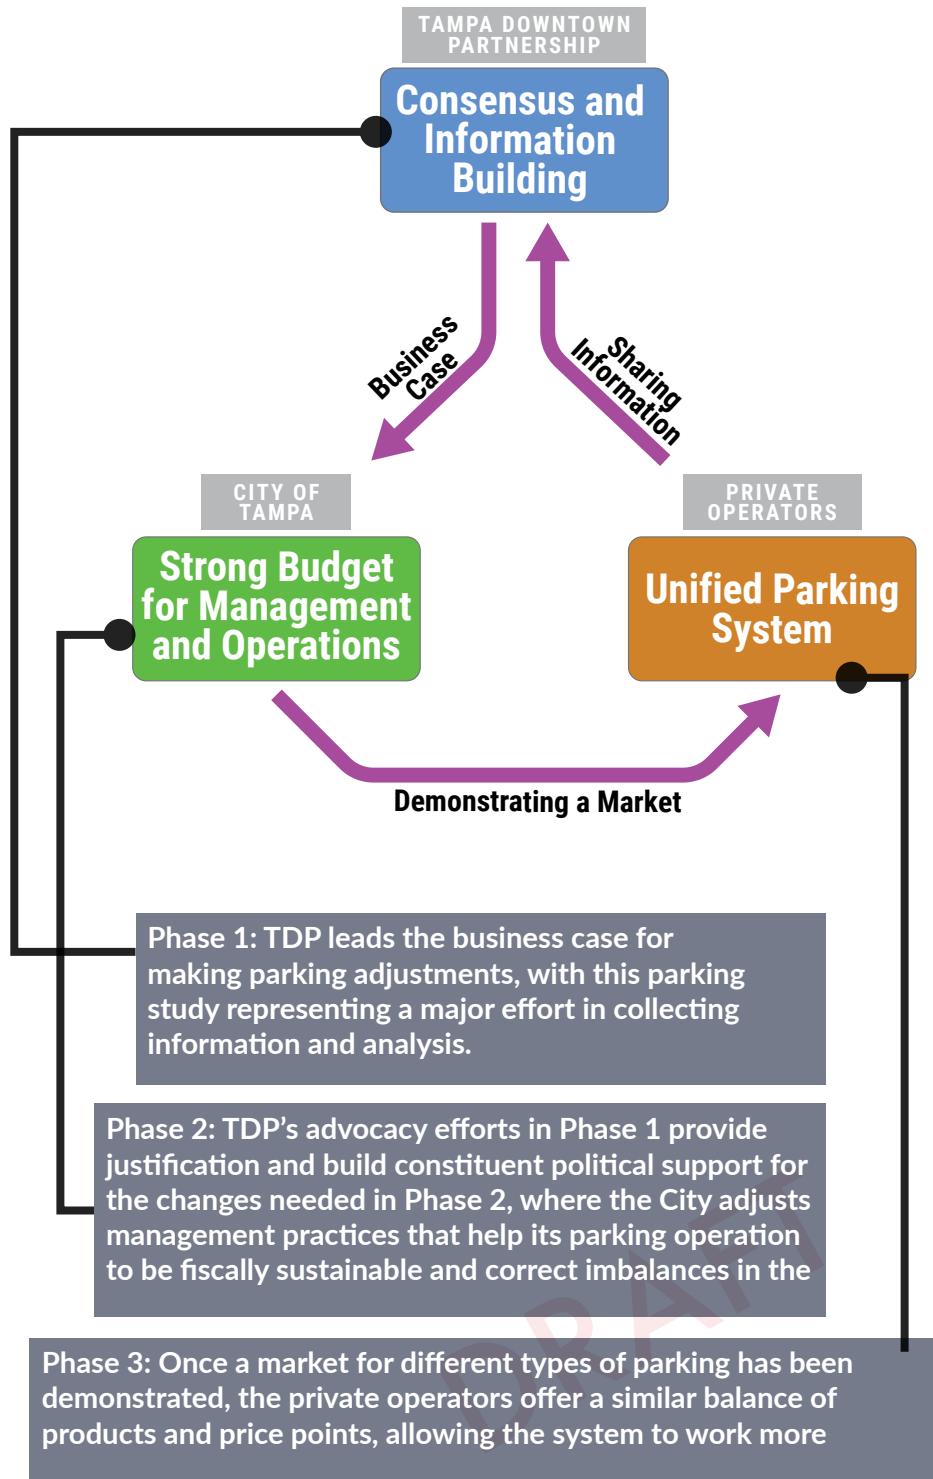 TAMPA DOWNTOWN
PARTNERSHIP
Consensus and
Information
Building
Business
Case
Sharing
Information
CITY OF
TAMPA
Strong Budget
for Management
and Operations
PRIVATE
OPERATORS
Unified Parking
System
Demonstrating a Market
Phase 1: TDP leads the business case for
making parking adjustments, with this parking
study representing a major effort in collecting
information and analysis.
Phase 2: TDP’s advocacy efforts in Phase 1 provide
justification and build constituent political support for
the changes needed in Phase 2, where the City adjusts
management practices that help its parking operation
to be fiscally sustainable and correct imbalances in the
Phase 3: Once a market for different types of parking has been
demonstrated, the private operators offer a similar balance of
products and price points, allowing the system to work more
DRAFT